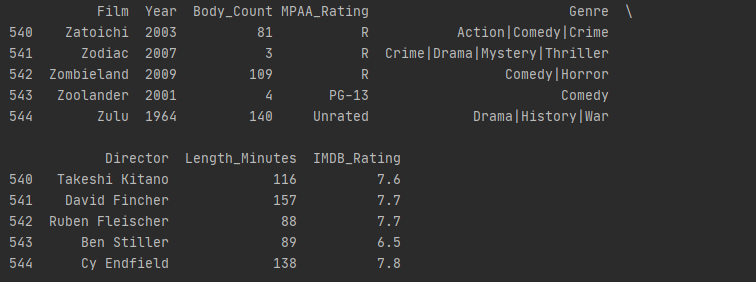 Film Year Body_Count MPAA_Rating Genre \
540 Zatoichi 2003 81 R Action|Comedy|Crime
541 Zodiac 2007 3 R Crime|Drama|Mystery|Thriller
542 Zombieland 2009 109 R Comedy|Horror
543 Zoolander 2001 4 PG-13 Comedy
544 Zulu 1964 140 Unrated Drama|History|War
Director Length_Minutes IMDB_Rating
540 Takeshi Kitano 116 7.6
541 David Fincher 157 7.7
542 Ruben Fleischer 88 7.7
543 Ben Stiller 89 6.5
544 Cy Endfield 138 7.8